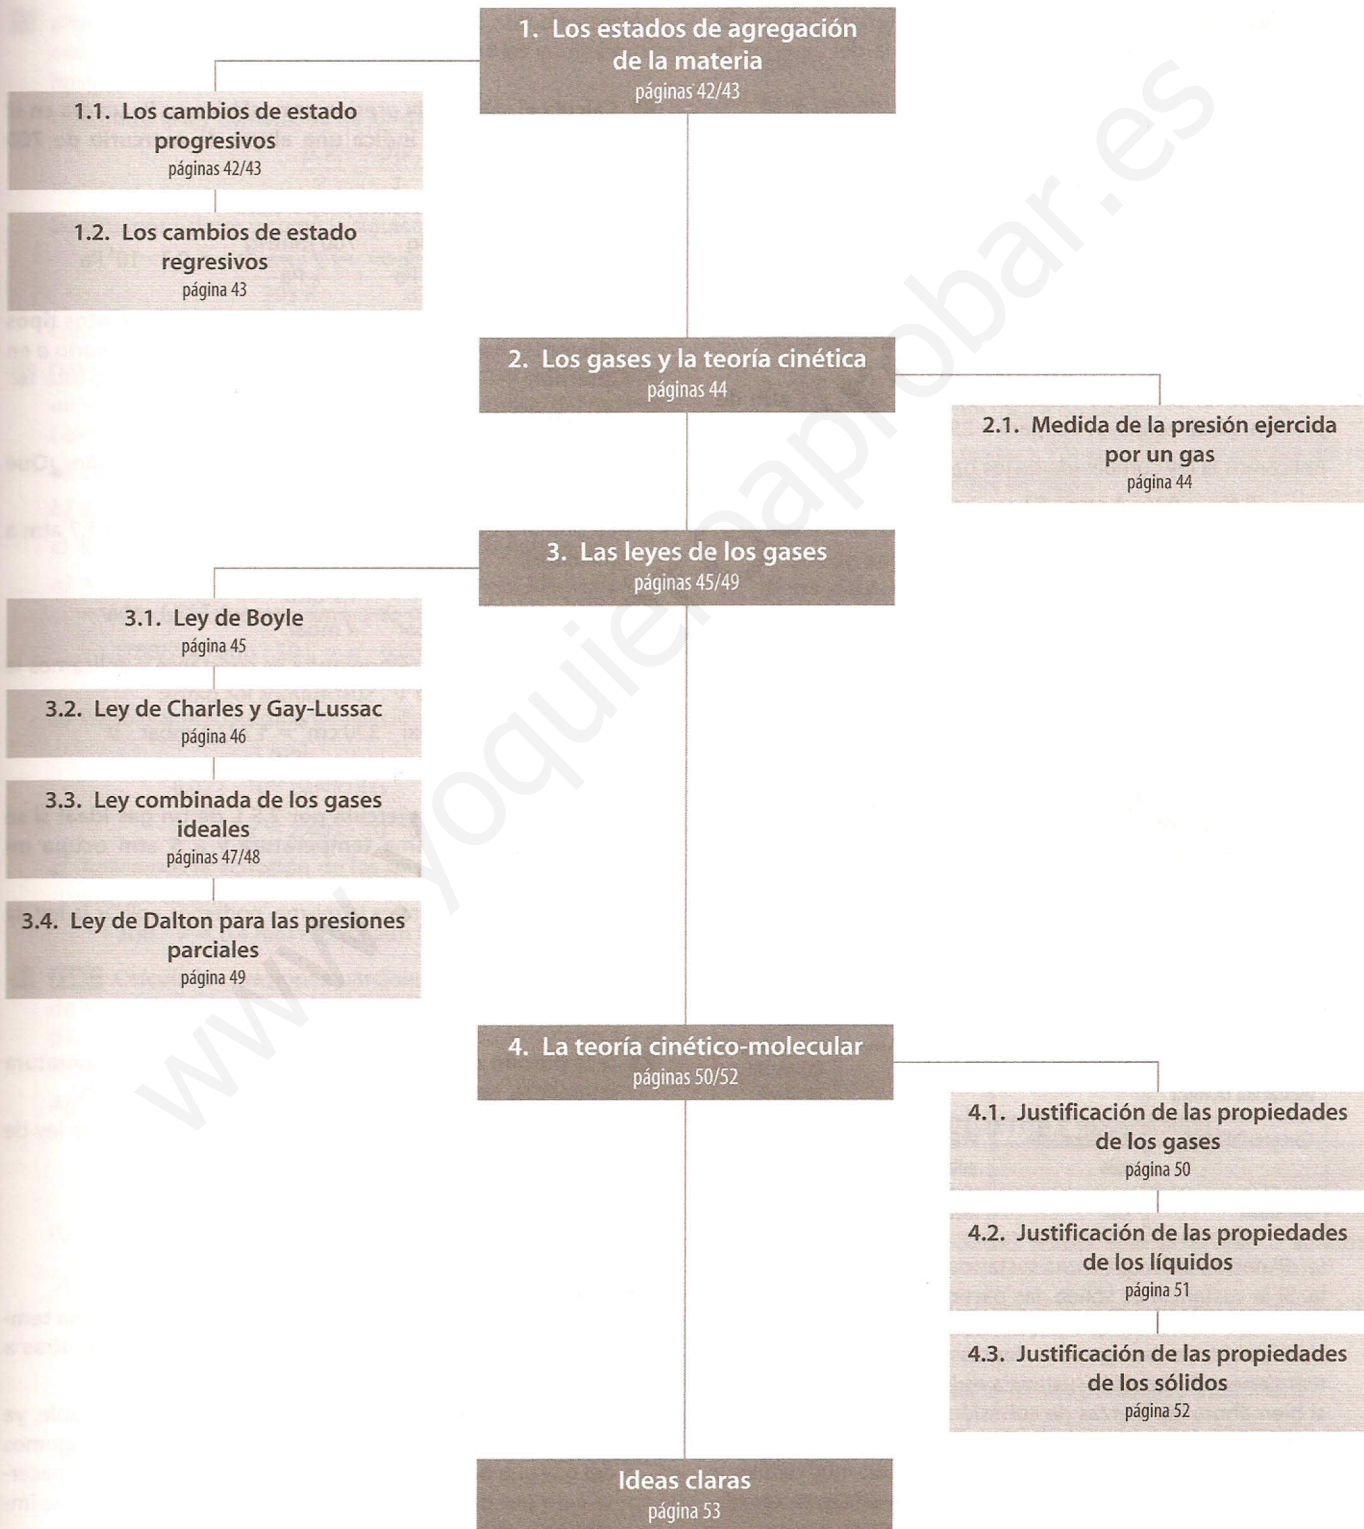 1. Los estados de agregación
de la materia
páginas 42/43
1.1. Los cambios de estado
progresivos
páginas 42/43
1.2. Los cambios de estado
regresivos
página 43
2. Los gases y la teoría cinética
páginas 44
2.1. Medida de la presión ejercida
por un gas
página 44
3. Las leyes de los gases
páginas 45/49
3.1. Ley de Boyle
página 45
3.2. Ley de Charles y Gay-Lussac
página 46
3.3. Ley combinada de los gases
ideales
páginas 47/48
3.4. Ley de Dalton para las presiones
parciales
página 49
4. La teoría cinético-molecular
páginas 50/52
4.1. Justificación de las propiedades
de los gases
página 50
4.2. Justificación de las propiedades
de los líquidos
página 51
4.3. Justificación de las propiedades
de los sólidos
página 52
Ideas claras
página 53
www.yoquieroaprobar.es